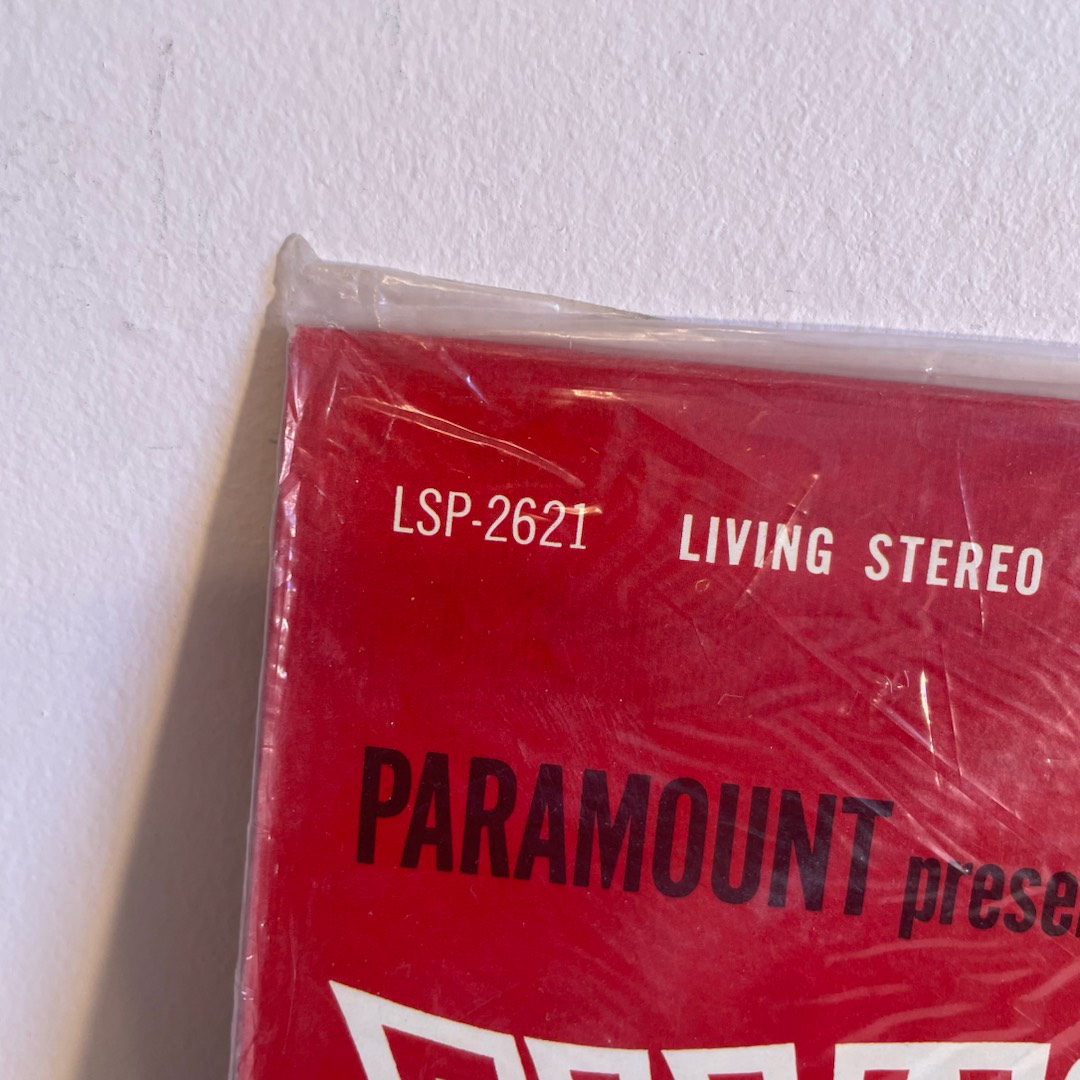 LSP-2621 LIVING STEREO
PARAMOUNT